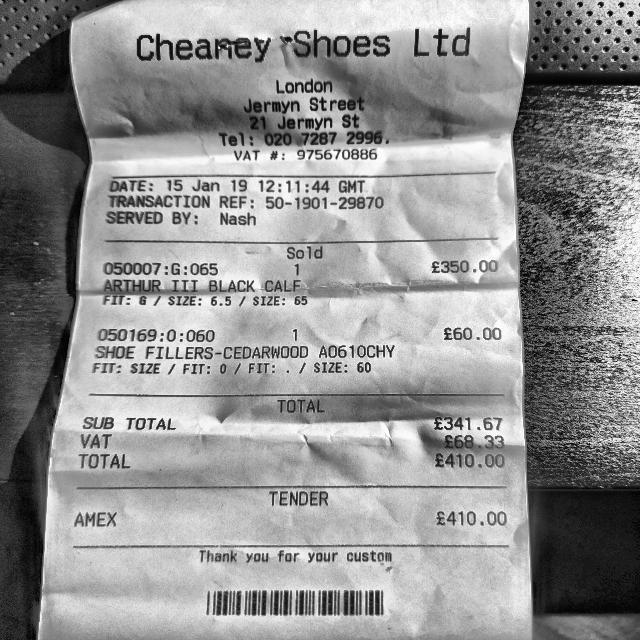 Cheaney Shoes Ltd
London
Jermyn Street
21 Jermyn St
Tel: 020 7287 2996.
VAT #: 975670886
DATE: 15 Jan 19 12:11:44 GMT
TRANSACTION REF: 50-1901-29870
SERVED BY: Nash
Sold
050007:G:065 1 £350.00
ARTHUR III BLACK CALF
FIT: G / SIZE: 6.5 / SIZE: 65
050169:0:060 1 £60.00
SHOE FILLERS-CEDARWOOD A0610CHY
FIT: SIZE / FIT: 0 / FIT: . / SIZE: 60
TOTAL
SUB TOTAL £341.67
VAT £68.33
TOTAL £410.00
TENDER
AMEX £410.00
Thank you for your custom